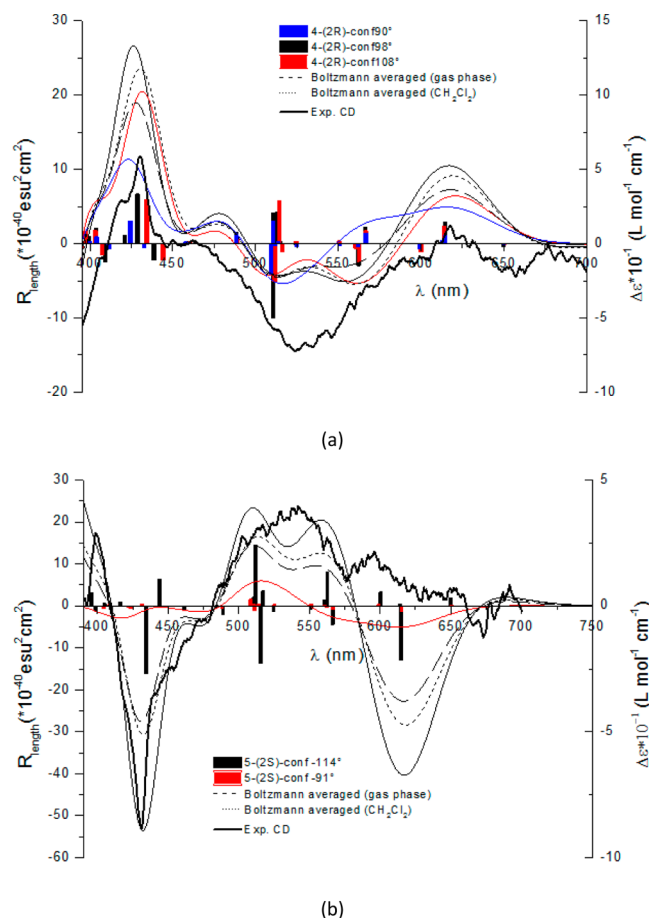 30
20
10
0
-10
-20
15
10
5
0
-5
-10
R_length (*10^-40 esu^2 cm^2)
Δε*10^-1 (L mol^-1 cm^-1)
4-(2R)-conf90°
4-(2R)-conf98°
4-(2R)-conf108°
Boltzmann averaged (gas phase)
Boltzmann averaged (CH_2Cl_2)
Exp. CD
400 450 500 550 600 650 700
λ (nm)
(a)
30
20
10
0
-10
-20
-30
-40
-50
-60
5
0
-5
-10
R_length (*10^-40 esu^2 cm^2)
Δε*10^-1 (L mol^-1 cm^-1)
400 450 500 550 600 650 700 750
λ (nm)
5-(2S)-conf-114°
5-(2S)-conf-91°
Boltzmann averaged (gas phase)
Boltzmann averaged (CH_2Cl_2)
Exp. CD
(b)